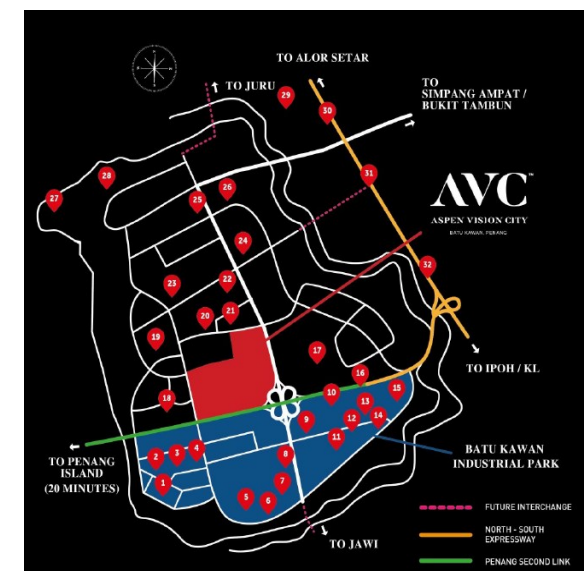 TO ALOR SETAR
TO
SIMPANG AMPAT /
BUKIT TAMBUN
TO JURU
29
30
31
28
27
26
25
AVC™
ASPEN VISION CITY
BATU KAWAN, PENANG
24
32
22
23
21
20
19
17
TO IPOH / KL
16
18
10
15
13
14
12
9
11
BATU KAWAN
INDUSTRIAL PARK
TO PENANG
ISLAND
(20 MINUTES)
2
3
4
1
8
7
5
6
TO JAWI
FUTURE INTERCHANGE
NORTH - SOUTH
EXPRESSWAY
PENANG SECOND LINK